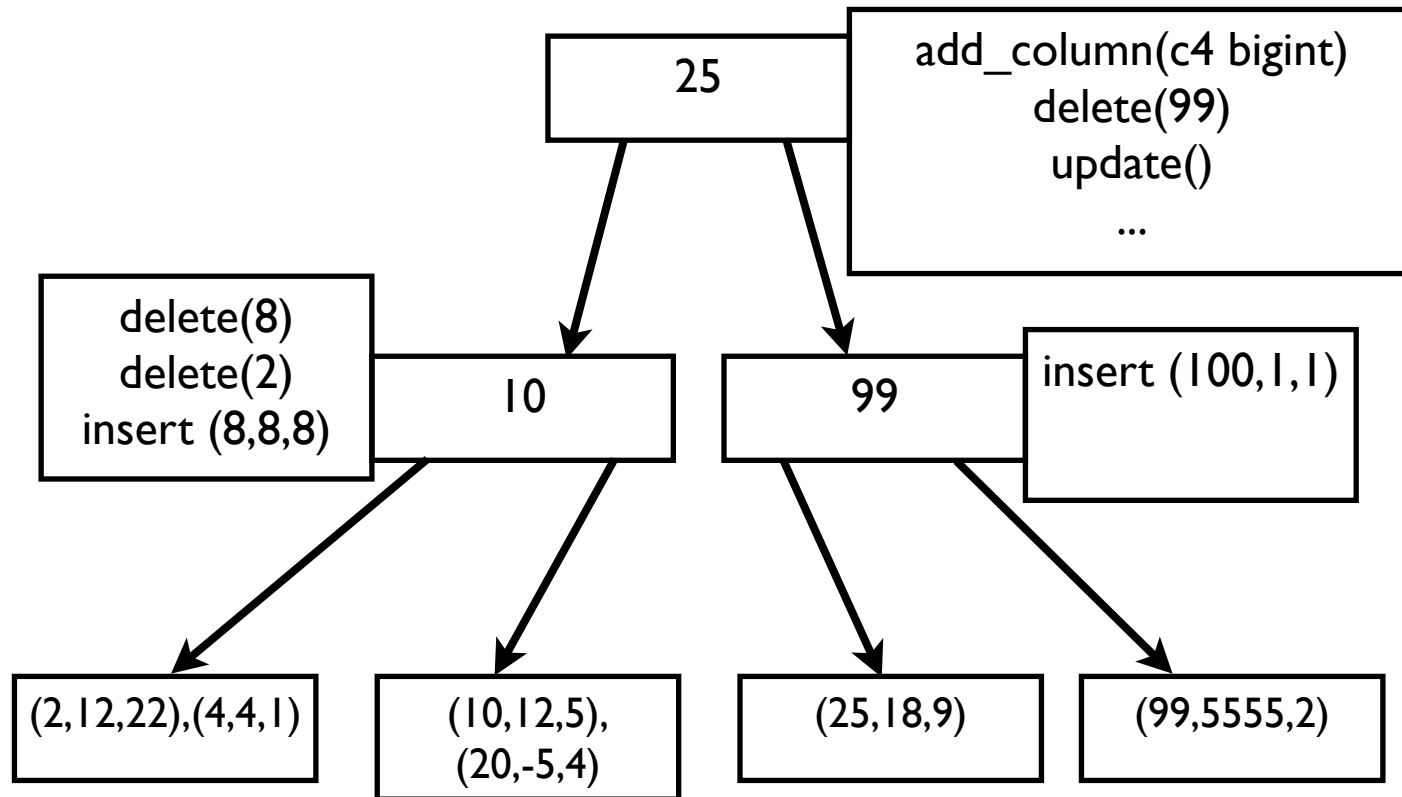 25
add_column(c4 bigint)
delete(99)
update()
...
delete(8)
delete(2)
insert (8,8,8)
10
99
insert (100,1,1)
(2,12,22),(4,4,1)
(10,12,5),
(20,-5,4)
(25,18,9)
(99,5555,2)